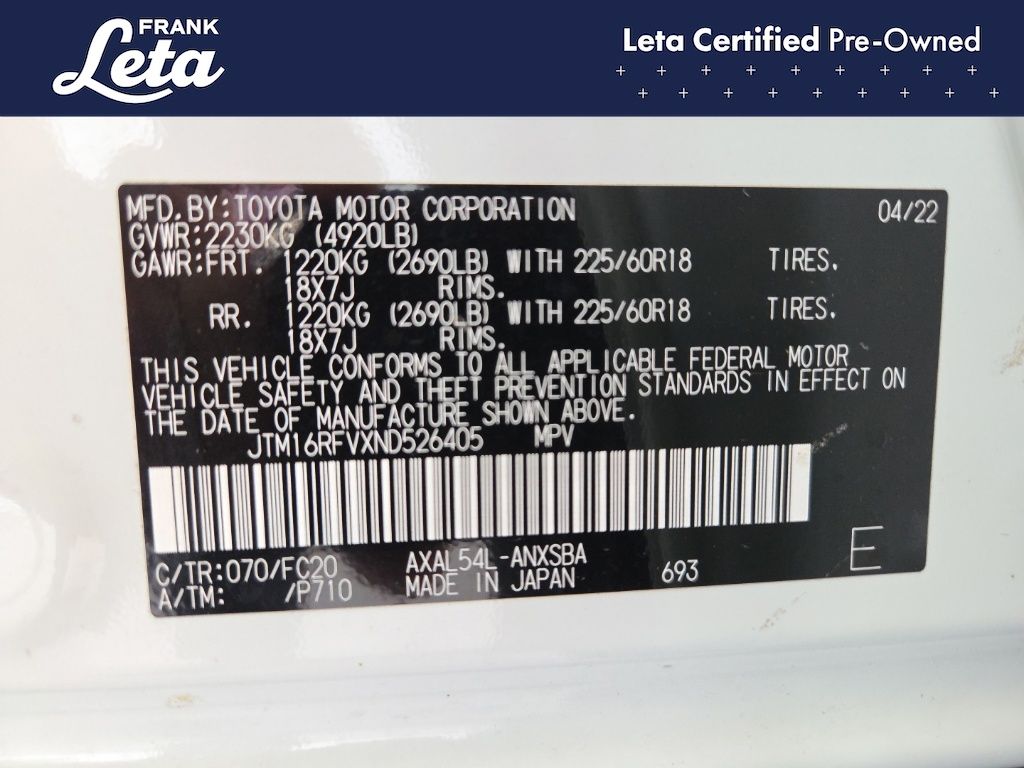 FRANK
Leta
Leta Certified Pre-Owned
MFD.BY:TOYOTA MOTOR CORPORATION 04/22
GVWR:2230KG (4920LB)
GAWR:FRT. 1220KG (2690LB) WITH 225/60R18 TIRES.
18X7J RIMS.
RR. 1220KG (2690LB) WITH 225/60R18 TIRES.
18X7J RIMS.
THIS VEHICLE CONFORMS TO ALL APPLICABLE FEDERAL MOTOR
VEHICLE SAFETY AND THEFT PREVENTION STANDARDS IN EFFECT ON
THE DATE OF MANUFACTURE SHOWN ABOVE.
JTM16RFVXND526405 MPV
C/TR:070/FC20 AXAL54L-ANXSBA 693 E
A/TM: /P710 MADE IN JAPAN